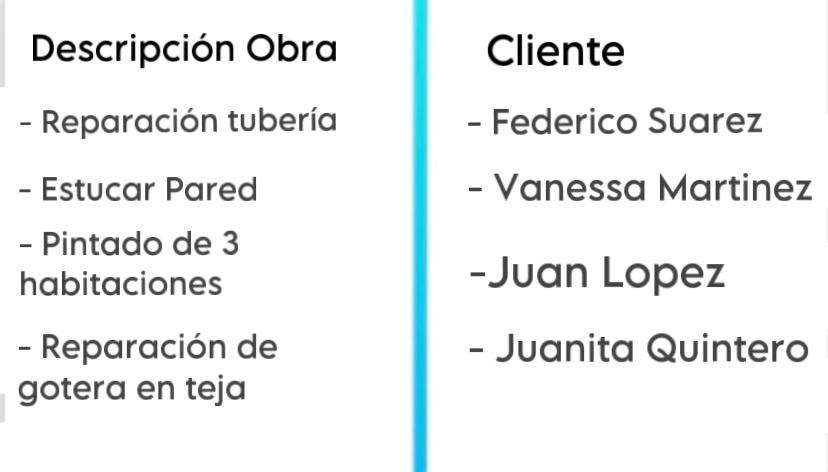 Descripción Obra
- Reparación tubería
- Estucar Pared
- Pintado de 3
habitaciones
- Reparación de
gotera en teja
Cliente
- Federico Suarez
- Vanessa Martinez
-Juan Lopez
- Juanita Quintero